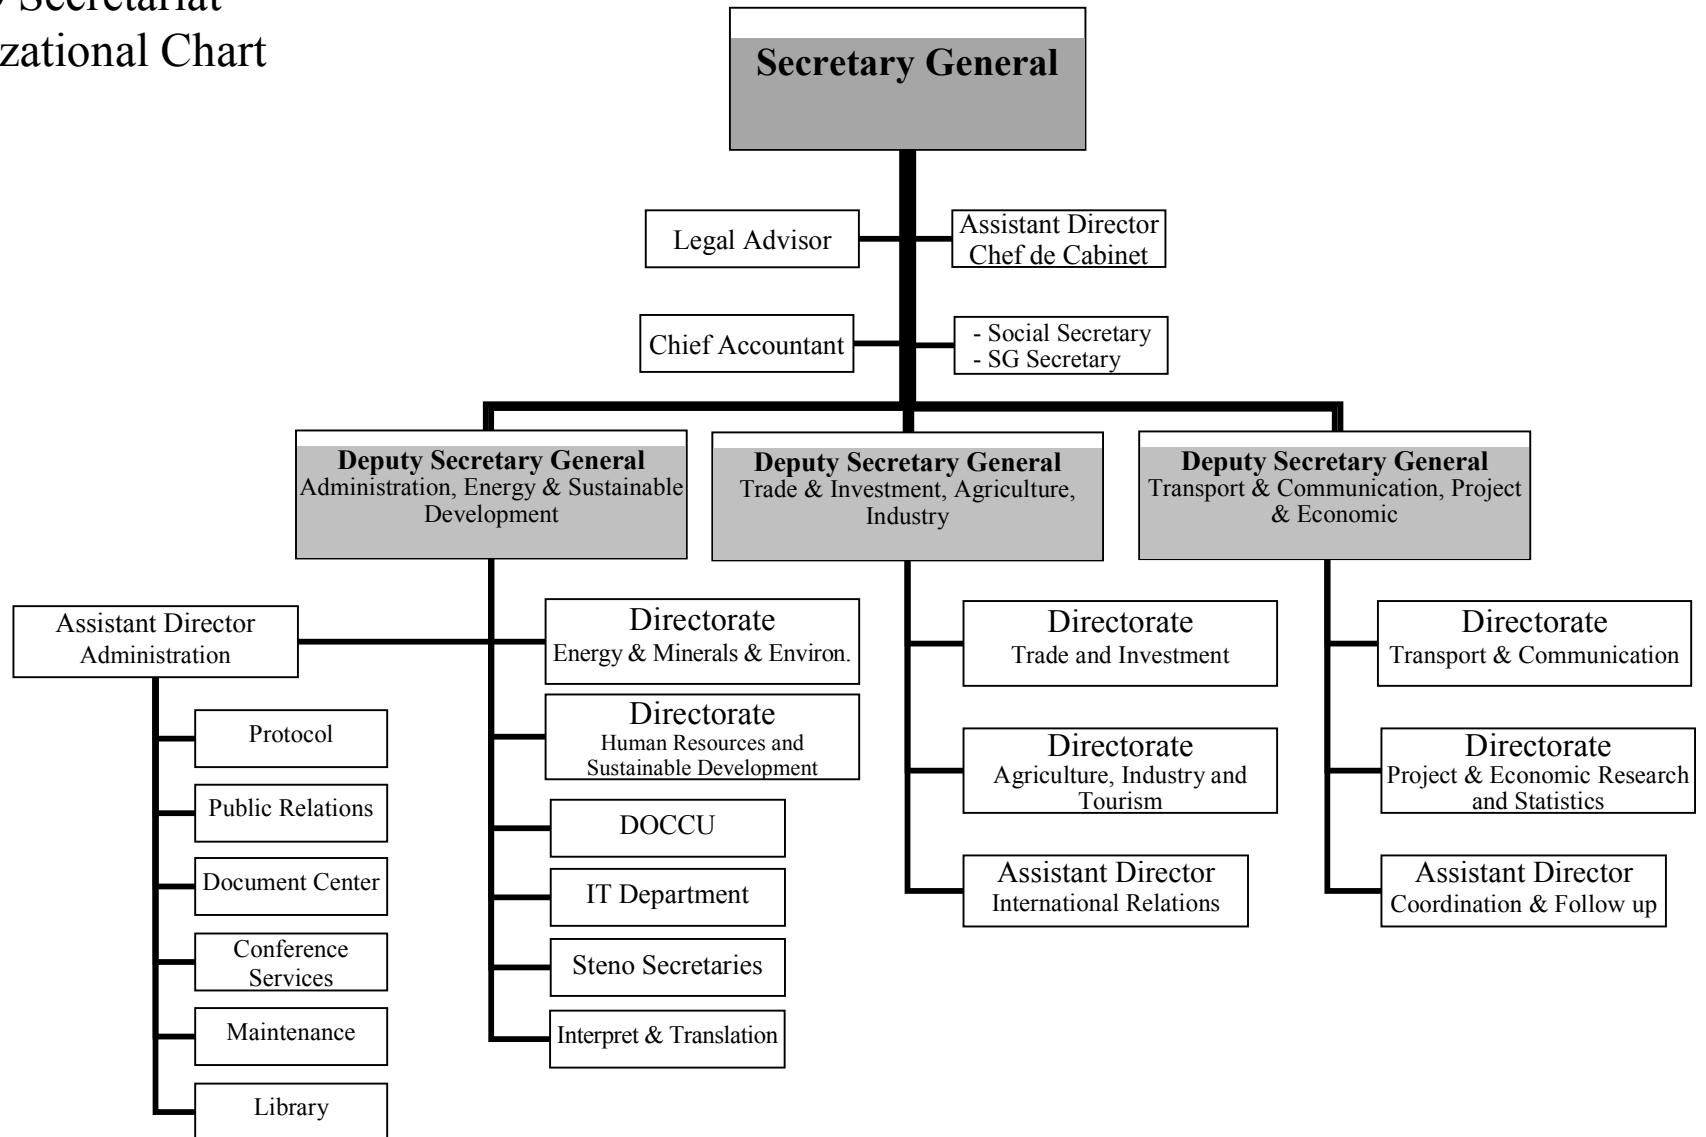 Secretariat
zational Chart
Secretary General
Legal Advisor
Assistant Director
Chef de Cabinet
Chief Accountant
- Social Secretary
- SG Secretary
Deputy Secretary General
Administration, Energy & Sustainable
Development
Deputy Secretary General
Trade & Investment, Agriculture,
Industry
Deputy Secretary General
Transport & Communication, Project
& Economic
Assistant Director
Administration
Protocol
Public Relations
Document Center
Conference
Services
Maintenance
Library
Directorate
Energy & Minerals & Environ.
Directorate
Human Resources and
Sustainable Development
DOCCU
IT Department
Steno Secretaries
Interpret & Translation
Directorate
Trade and Investment
Directorate
Agriculture, Industry and
Tourism
Assistant Director
International Relations
Directorate
Transport & Communication
Directorate
Project & Economic Research
and Statistics
Assistant Director
Coordination & Follow up